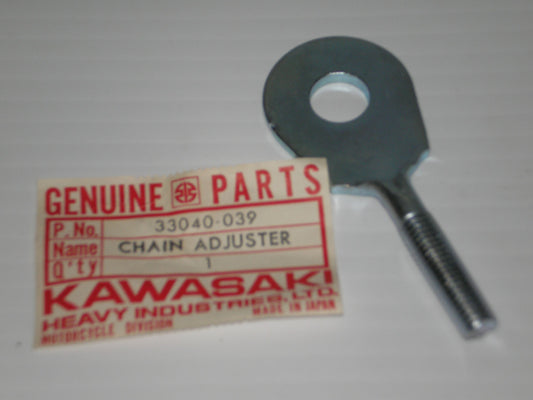 GENUINE PARTS
P.No. 33040-039
Name CHAIN ADJUSTER
Q'ty 1
KAWASAKI
HEAVY INDUSTRIES, LTD.
MOTORCYCLE DIVISION MADE IN JAPAN